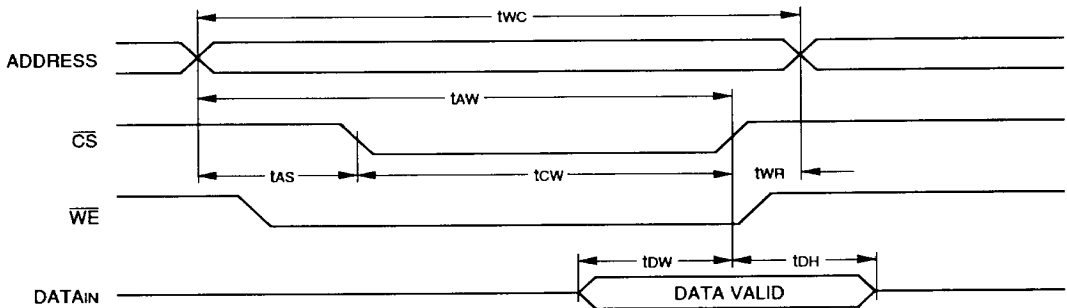 tWC
ADDRESS
tAW
CS
tAS
tCW
tWR
WE
tDW
tDH
DATAIN
DATA VALID